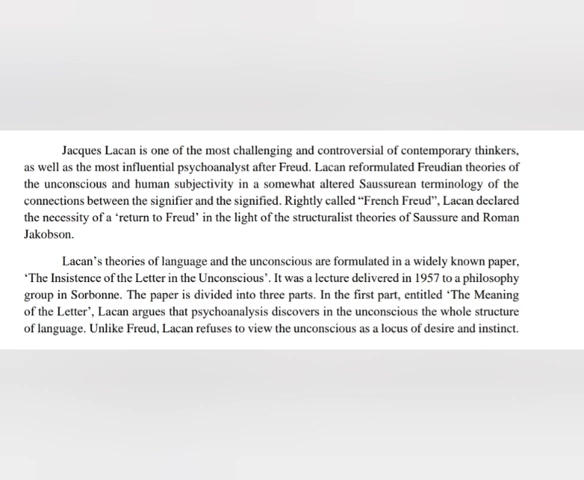 Jacques Lacan is one of the most challenging and controversial of contemporary thinkers,
as well as the most influential psychoanalyst after Freud. Lacan reformulated Freudian theories of
the unconscious and human subjectivity in a somewhat altered Saussurean terminology of the
connections between the signifier and the signified. Rightly called “French Freud”, Lacan declared
the necessity of a ‘return to Freud’ in the light of the structuralist theories of Saussure and Roman
Jakobson.
Lacan’s theories of language and the unconscious are formulated in a widely known paper,
‘The Insistence of the Letter in the Unconscious’. It was a lecture delivered in 1957 to a philosophy
group in Sorbonne. The paper is divided into three parts. In the first part, entitled ‘The Meaning
of the Letter’, Lacan argues that psychoanalysis discovers in the unconscious the whole structure
of language. Unlike Freud, Lacan refuses to view the unconscious as a locus of desire and instinct.